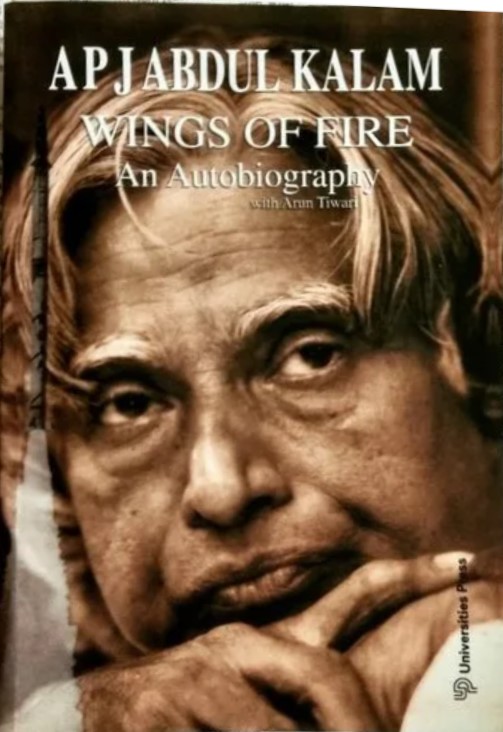 A P J ABDUL KALAM
WINGS OF FIRE
An Autobiography
with Arun Tiwari
Universities Press